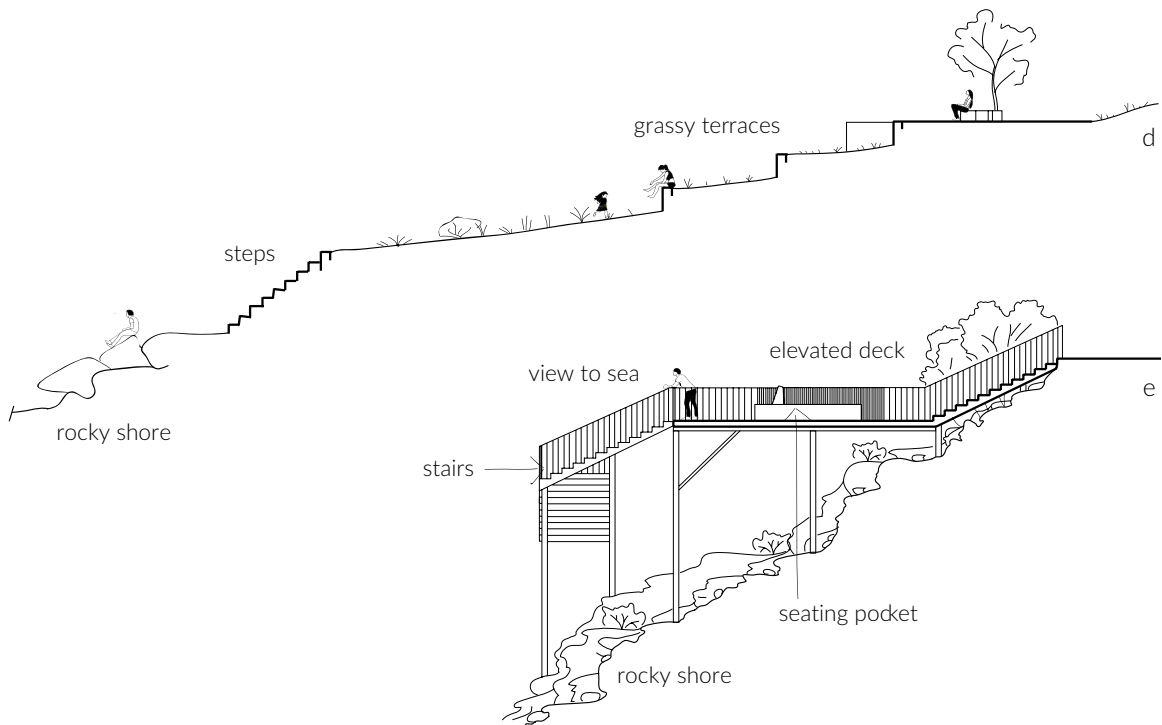 grassy terraces
d
steps
rocky shore
elevated deck
view to sea
e
stairs
seating pocket
rocky shore